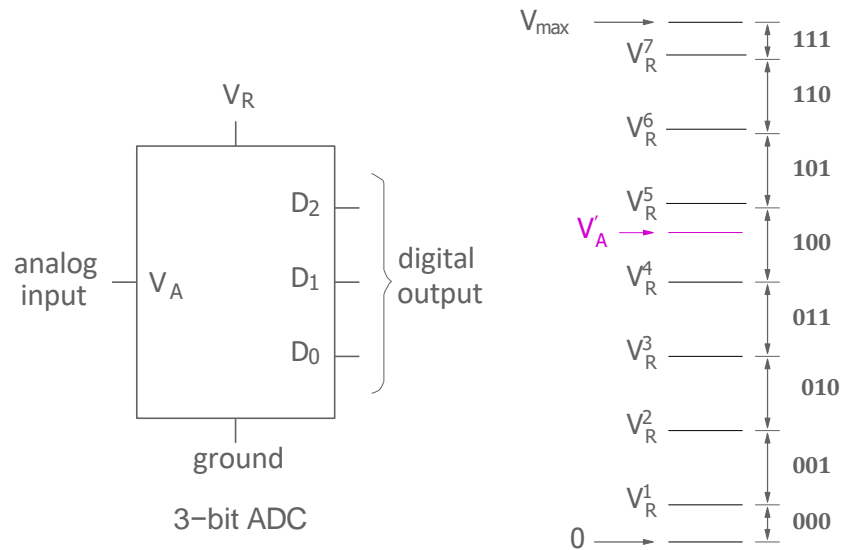 V_R
D_2
analog
input
V_A
D_1
digital
output
D_0
ground
3−bit ADC
V_max
V_R^7
111
110
V_R^6
101
V_R^5
V_A'
100
V_R^4
011
V_R^3
010
V_R^2
001
V_R^1
000
0